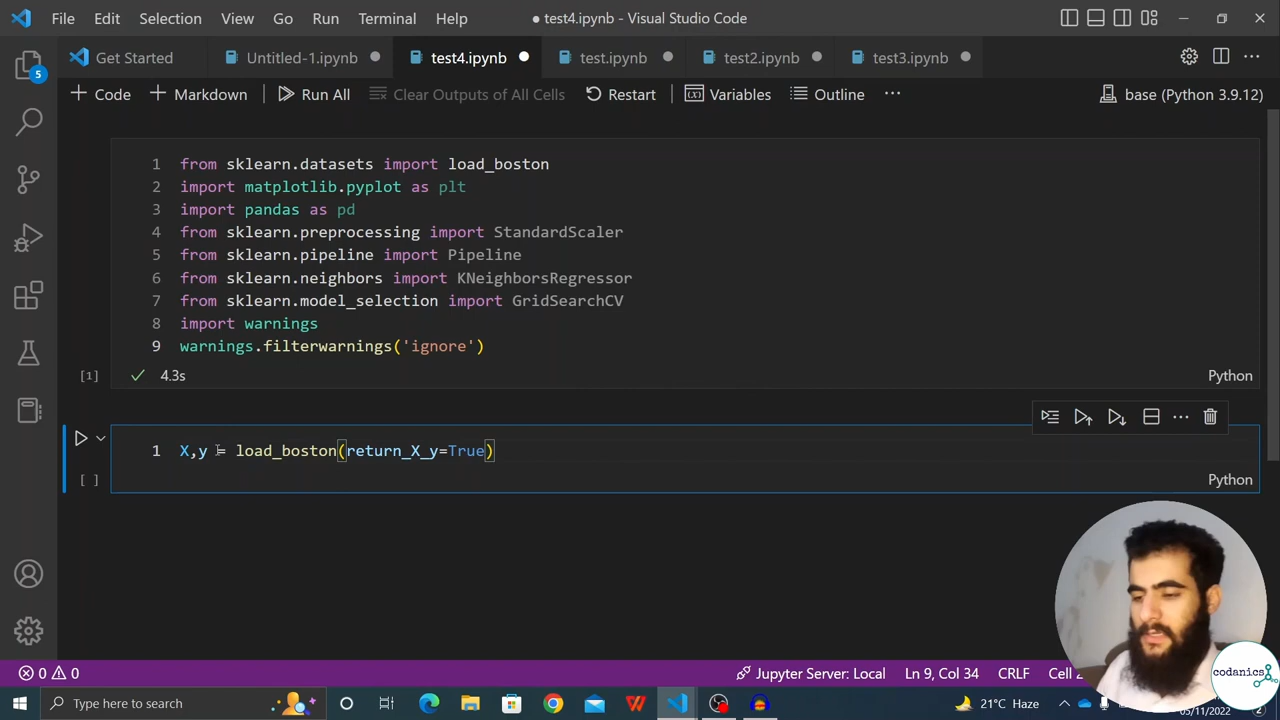 File Edit Selection View Go Run Terminal Help
● test4.ipynb - Visual Studio Code
5
Get Started
Untitled-1.ipynb
test4.ipynb
test.ipynb
test2.ipynb
test3.ipynb
Code
Markdown
Run All
Clear Outputs of All Cells
Restart
Variables
Outline
base (Python 3.9.12)
1 from sklearn.datasets import load_boston
2 import matplotlib.pyplot as plt
3 import pandas as pd
4 from sklearn.preprocessing import StandardScaler
5 from sklearn.pipeline import Pipeline
6 from sklearn.neighbors import KNeighborsRegressor
7 from sklearn.model_selection import GridSearchCV
8 import warnings
9 warnings.filterwarnings('ignore')
[1] 4.3s Python
1 X,y = load_boston(return_X_y=True)
[ ] Python
codanics
0 0
Jupyter Server: Local
Ln 9, Col 34
CRLF
Type here to search
21°C Haze
05/11/2022
2